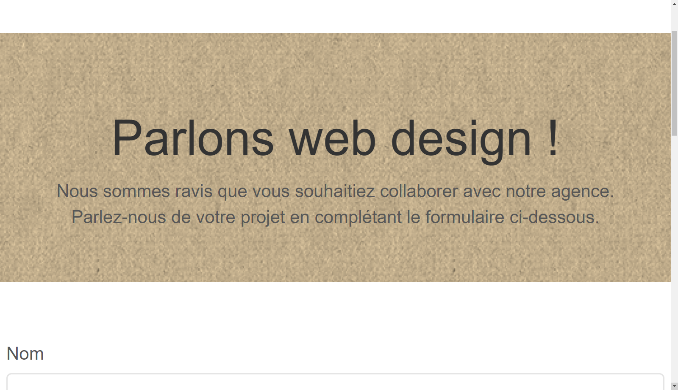 Parlons web design !
Nous sommes ravis que vous souhaitiez collaborer avec notre agence.
Parlez-nous de votre projet en complétant le formulaire ci-dessous.
Nom